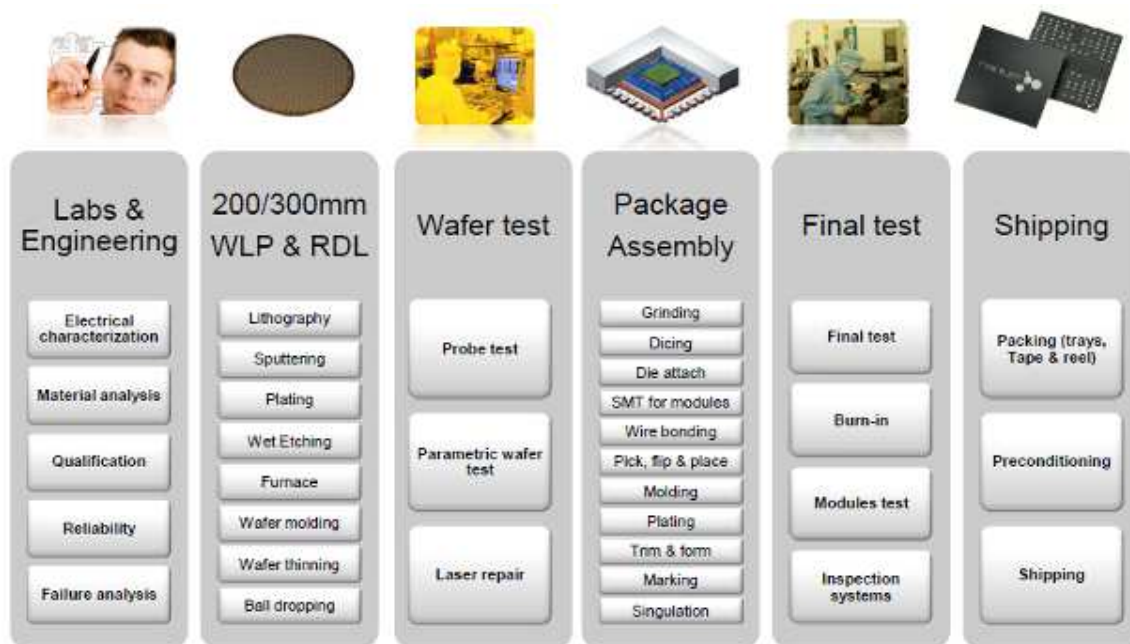 Labs &
Engineering
Electrical
characterization
Material analysis
Qualification
Reliability
Failure analysis
200/300mm
WLP & RDL
Lithography
Sputtering
Plating
Wet Etching
Furnace
Wafer molding
Wafer thinning
Ball dropping
Wafer test
Probe test
Parametric wafer
test
Laser repair
Package
Assembly
Grinding
Dicing
Die attach
SMT for modules
Wire bonding
Pick, flip & place
Molding
Plating
Trim & form
Marking
Singulation
Final test
Final test
Burn-in
Modules test
Inspection
systems
Shipping
Packing (trays,
Tape & reel)
Preconditioning
Shipping